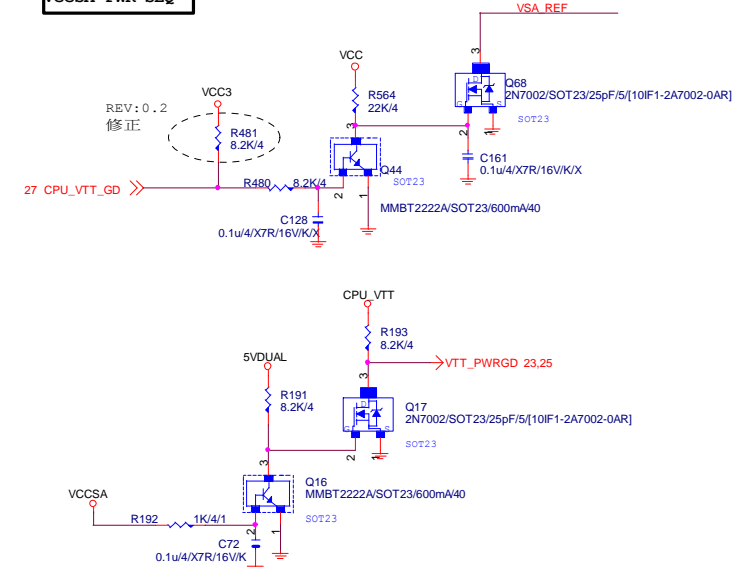 VCCSA PWR SEQ
VSA_REF
VCC
3
Q68
2N7002/SOT23/25pF/5/[10IF1-2A7002-0AR]
D
G
S
SOT23
2
1
R564
22K/4
VCC3
REV:0.2
修正
R481
8.2K/4
3
Q44
SOT23
C161
0.1u/4/X7R/16V/K/X
27 CPU_VTT_GD
R480
8.2K/4
2
1
MMBT2222A/SOT23/600mA/40
C128
0.1u/4/X7R/16V/K/X
CPU_VTT
R193
8.2K/4
5VDUAL
VTT_PWRGD 23,25
3
R191
8.2K/4
Q17
2N7002/SOT23/25pF/5/[10IF1-2A7002-0AR]
D
G
S
SOT23
2
1
3
Q16
MMBT2222A/SOT23/600mA/40
VCCSA
SOT23
R192
1K/4/1
2
1
C72
0.1u/4/X7R/16V/K